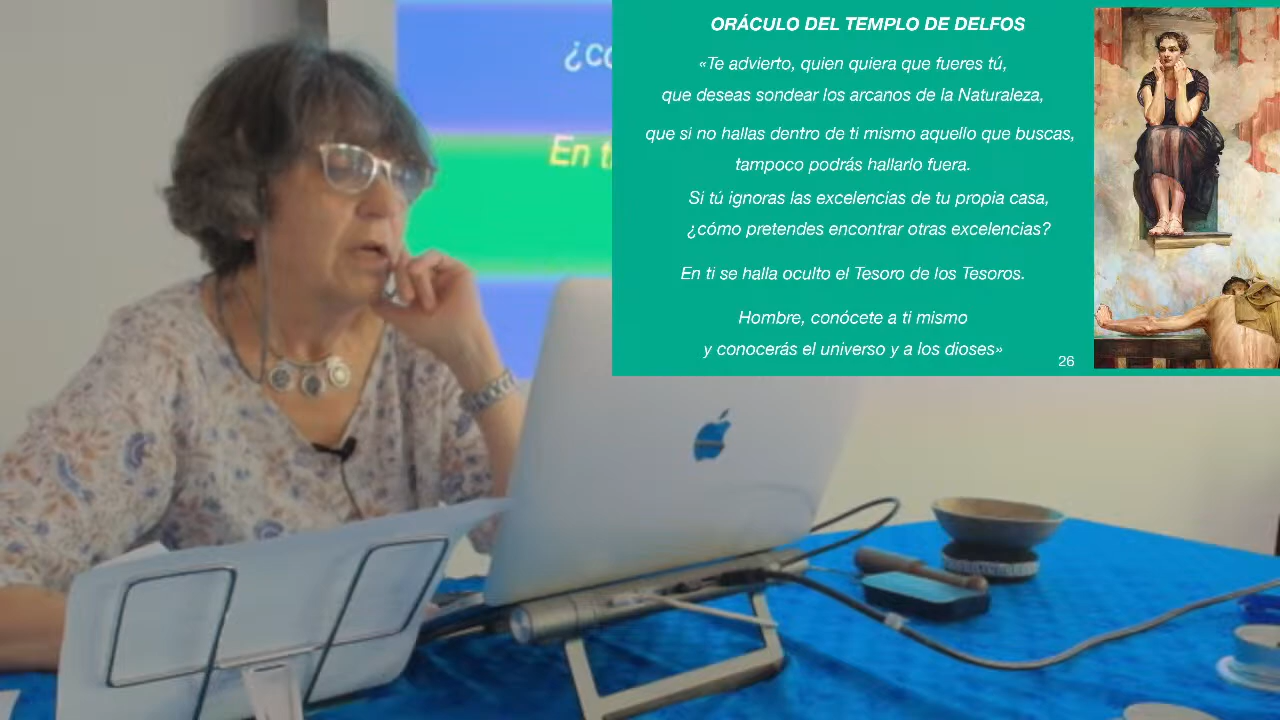 ¿có
En ti
ORÁCULO DEL TEMPLO DE DELFOS
«Te advierto, quien quiera que fueres tú,
que deseas sondear los arcanos de la Naturaleza,
que si no hallas dentro de ti mismo aquello que buscas,
tampoco podrás hallarlo fuera.
Si tú ignoras las excelencias de tu propia casa,
¿cómo pretendes encontrar otras excelencias?
En ti se halla oculto el Tesoro de los Tesoros.
Hombre, conócete a ti mismo
y conocerás el universo y a los dioses»
26